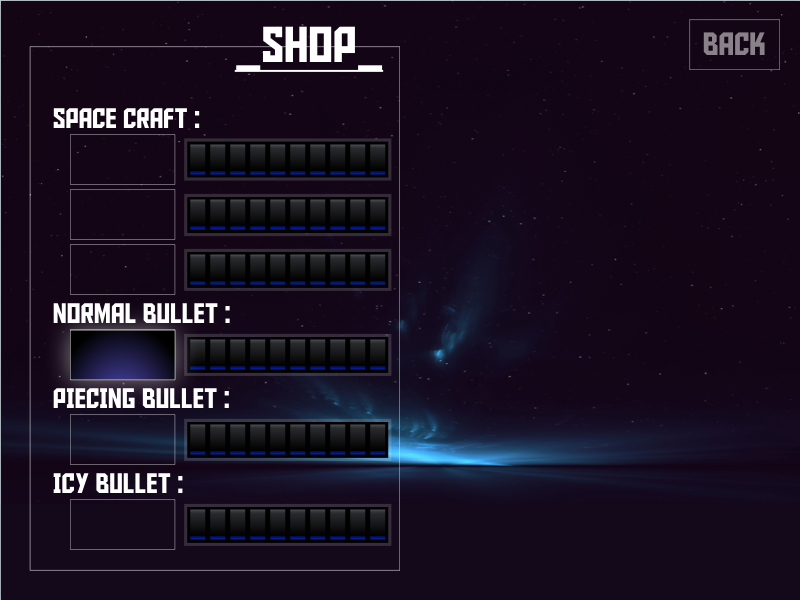 _SHOP_
BACK
SPACE CRAFT :
NORMAL BULLET :
PIECING BULLET :
ICY BULLET :